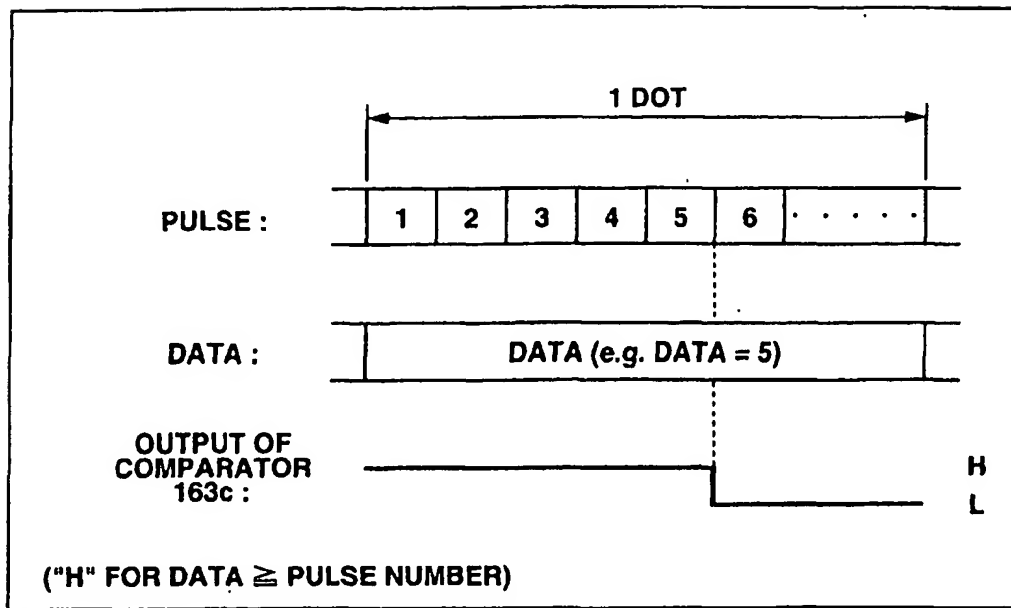 1 DOT
PULSE : 1 2 3 4 5 6 · · · · ·
DATA : DATA (e.g. DATA = 5)
OUTPUT OF
COMPARATOR
163c :
H
L
("H" FOR DATA ≧ PULSE NUMBER)